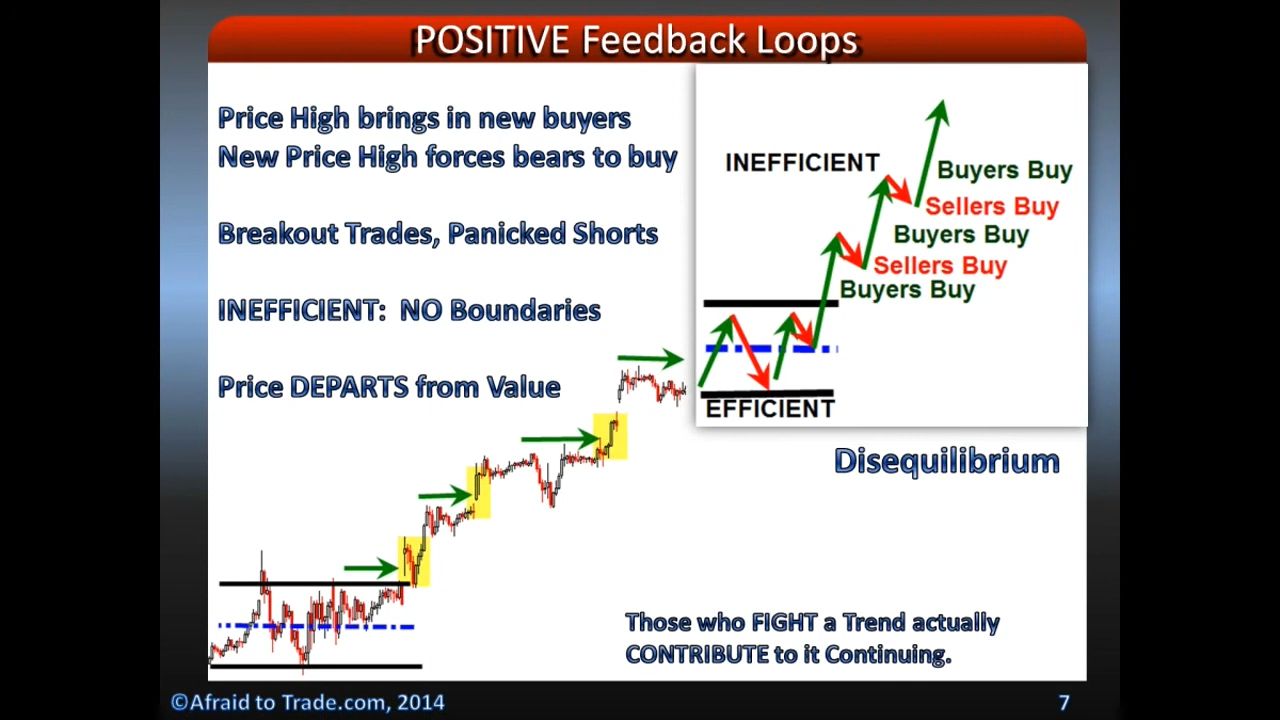 POSITIVE Feedback Loops
Price High brings in new buyers
New Price High forces bears to buy
Breakout Trades, Panicked Shorts
INEFFICIENT:  NO Boundaries
Price DEPARTS from Value
INEFFICIENT
Buyers Buy
Sellers Buy
Buyers Buy
Sellers Buy
Buyers Buy
EFFICIENT
Disequilibrium
Those who FIGHT a Trend actually
CONTRIBUTE to it Continuing.
©Afraid to Trade.com, 2014
7